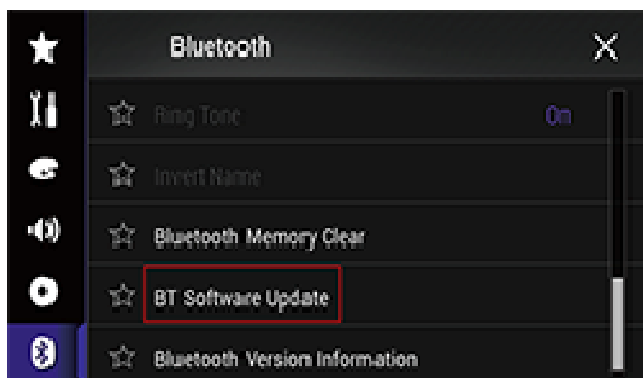 Bluetooth
Ring Tone On
Invert Name
Bluetooth Memory Clear
BT Software Update
Bluetooth Version Information